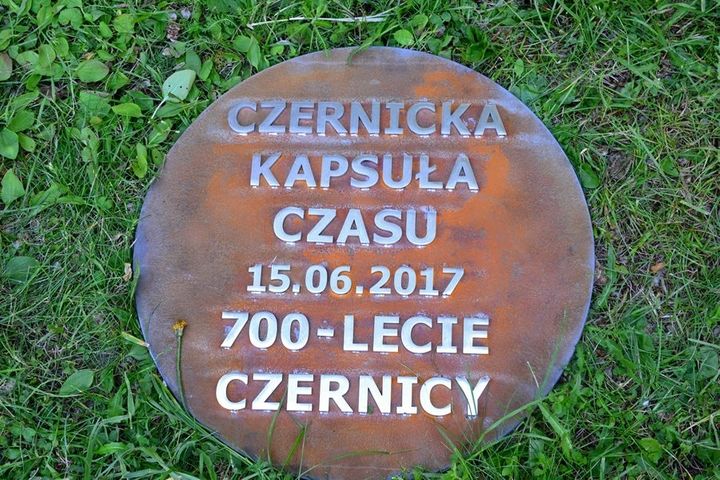 CZERNICKA
KAPSUŁA
CZASU
15.06.2017
700-LECIE
CZERNICY